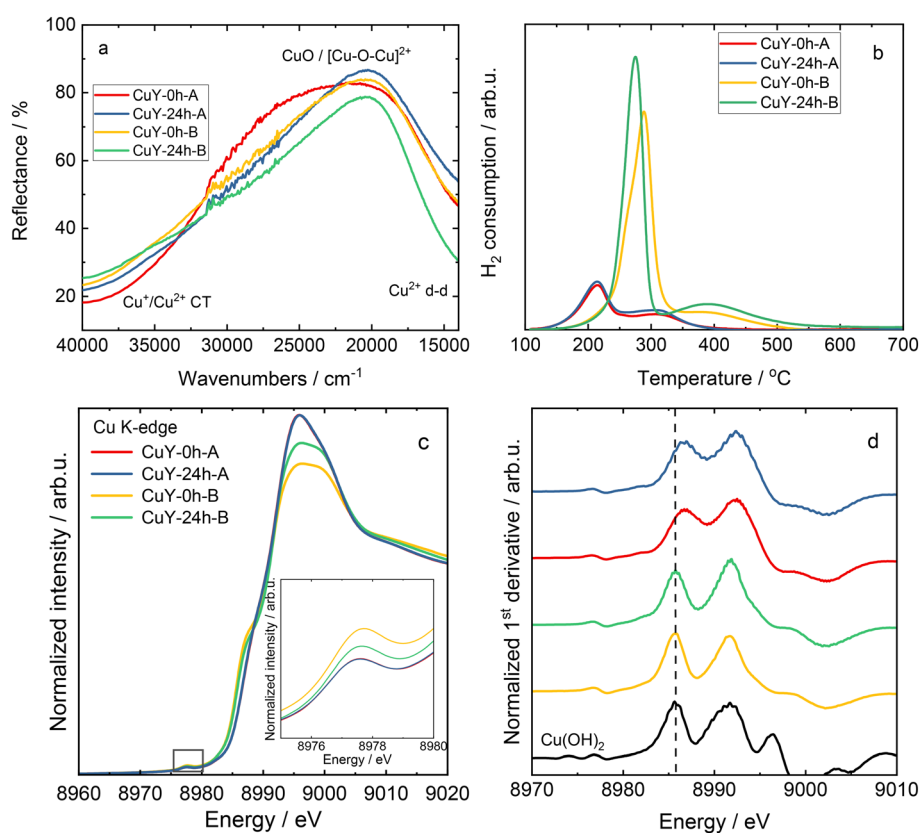 a
CuO / [Cu-O-Cu]2+
CuY-0h-A
CuY-24h-A
CuY-0h-B
CuY-24h-B
Cu+/Cu2+ CT
Cu2+ d-d
Reflectance / %
100
80
60
40
20
40000 35000 30000 25000 20000 15000
Wavenumbers / cm-1
b
CuY-0h-A
CuY-24h-A
CuY-0h-B
CuY-24h-B
H2 consumption / arb.u.
100 200 300 400 500 600 700
Temperature / oC
c
Cu K-edge
CuY-0h-A
CuY-24h-A
CuY-0h-B
CuY-24h-B
Normalized intensity / arb.u.
Normalized intensity / arb.u.
8976 8978 8980
Energy / eV
8960 8970 8980 8990 9000 9010 9020
Energy / eV
d
Cu(OH)2
Normalized 1st derivative / arb.u.
8970 8980 8990 9000 9010
Energy / eV